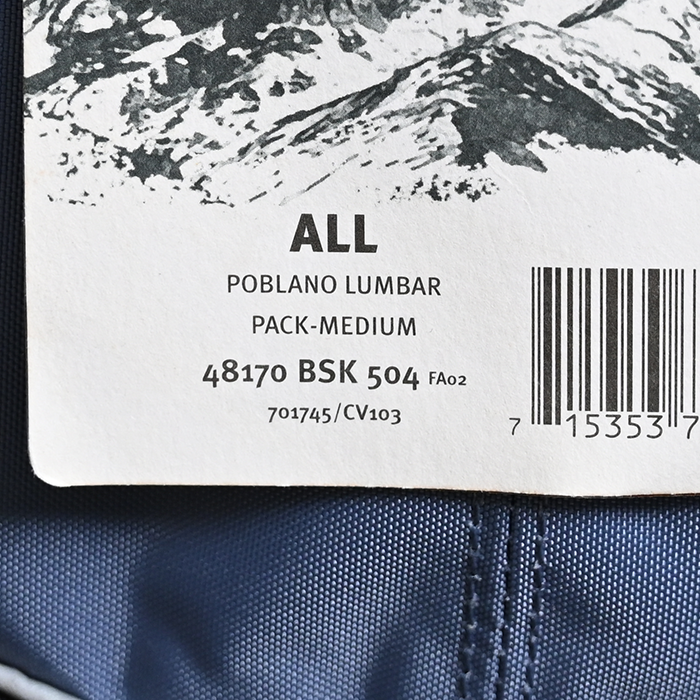 ALL
POBLANO LUMBAR
PACK-MEDIUM
48170 BSK 504 FA02
701745/CV103
7 15353 7